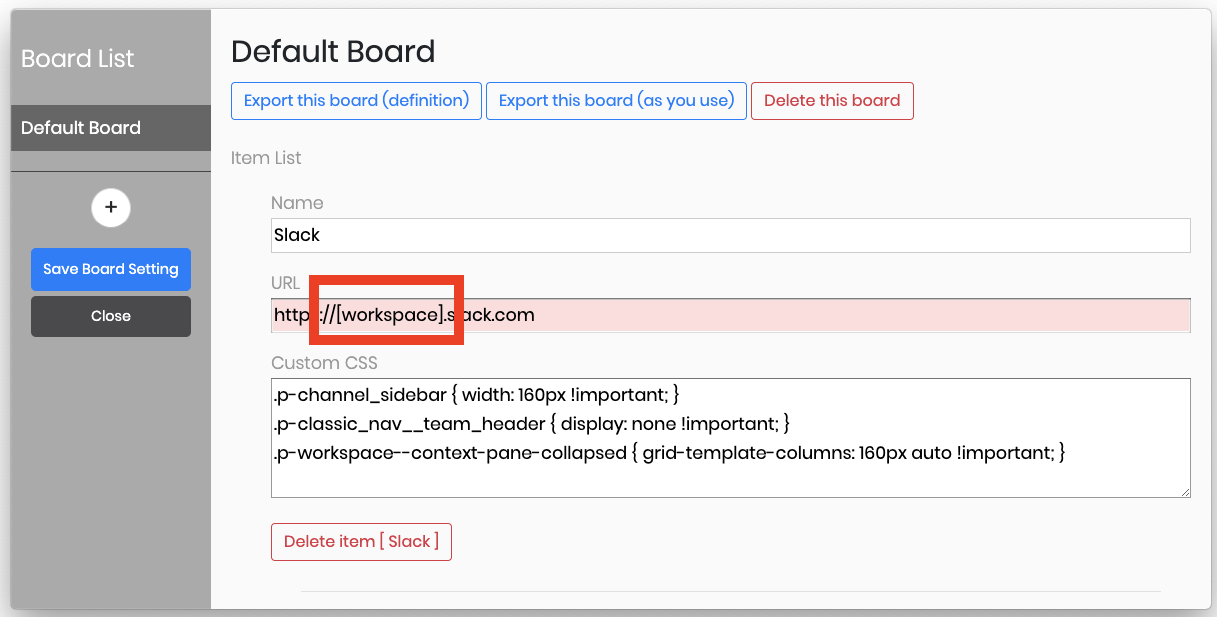 Board List
Default Board
+
Save Board Setting
Close
Default Board
Export this board (definition)
Export this board (as you use)
Delete this board
Item List
Name
Slack
URL
http ://[workspace].slack.com
Custom CSS
.p-channel_sidebar { width: 160px !important; }
.p-classic_nav__team_header { display: none !important; }
.p-workspace--context-pane-collapsed { grid-template-columns: 160px auto !important; }
Delete item [ Slack ]